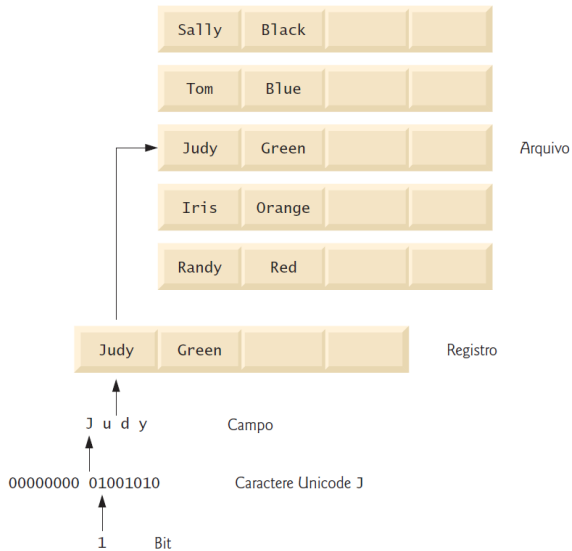 Sally Black
Tom Blue
Judy Green Arquivo
Iris Orange
Randy Red
Judy Green Registro
J u d y Campo
00000000 01001010 Caractere Unicode J
1 Bit